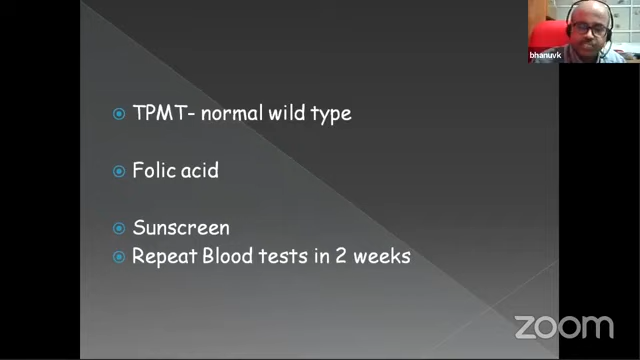 bhanuvk
TPMT- normal wild type
Folic acid
Sunscreen
Repeat Blood tests in 2 weeks
zoom